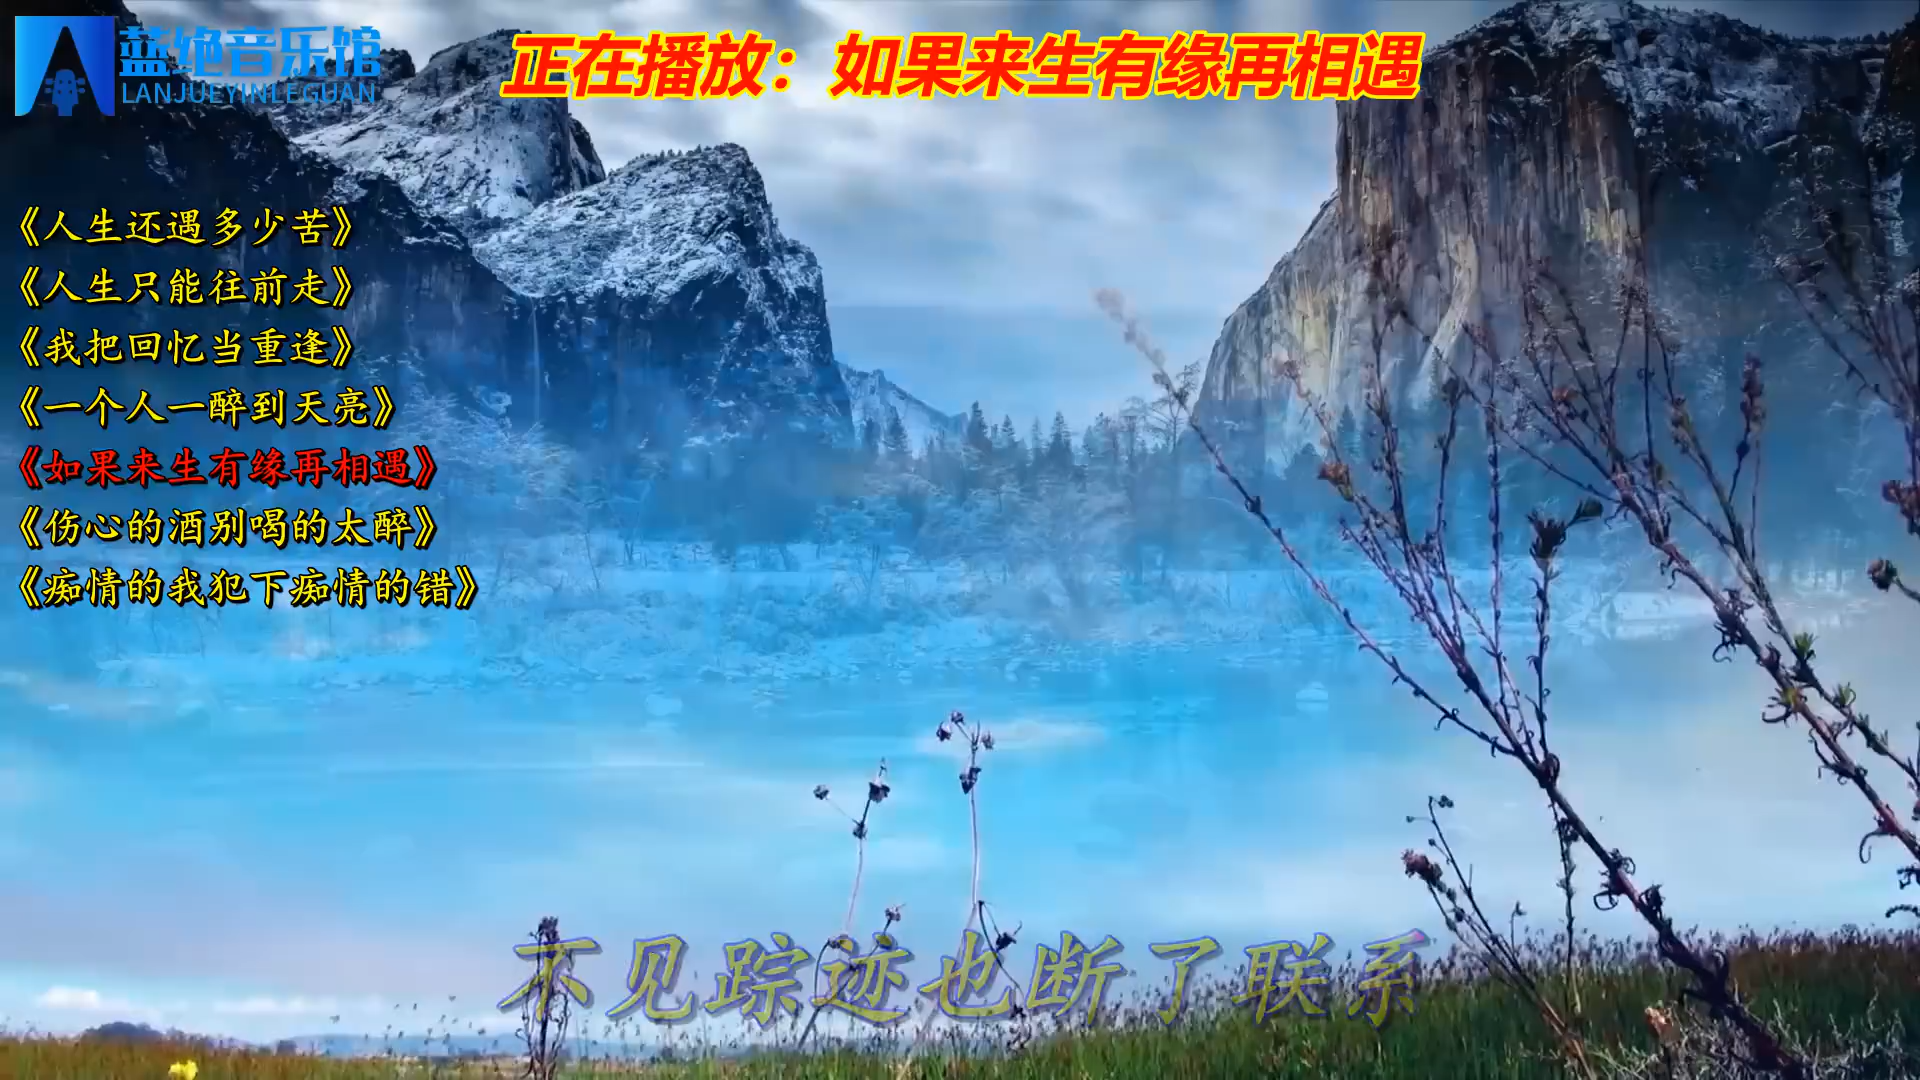 蓝绝音乐馆
LANJUEYINLEGUAN
正在播放：如果来生有缘再相遇
《人生还遇多少苦》
《人生只能往前走》
《我把回忆当重逢》
《一个人一醉到天亮》
《如果来生有缘再相遇》
《伤心的酒别喝的太醉》
《痴情的我犯下痴情的错》
不见踪迹也断了联系